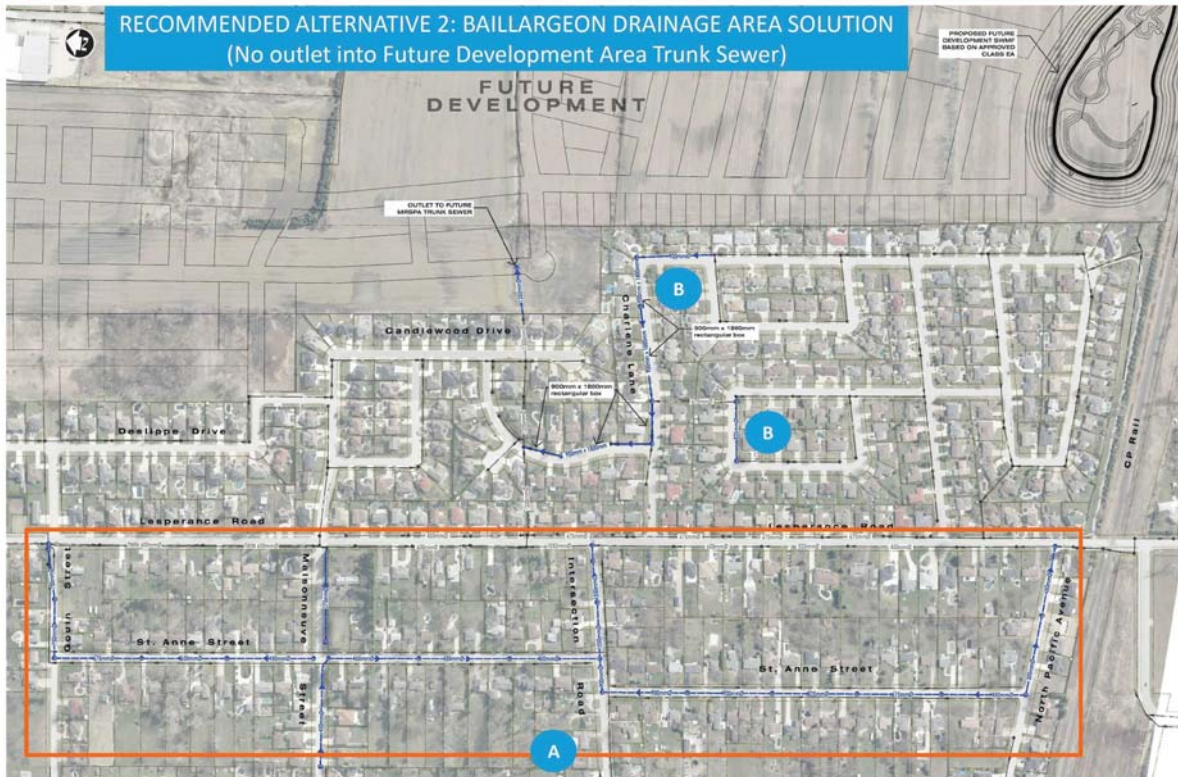 RECOMMENDED ALTERNATIVE 2: BAILLARGEON DRAINAGE AREA SOLUTION
(No outlet into Future Development Area Trunk Sewer)
PROPOSED FUTURE
DEVELOPMENT SWMF
BASED ON APPROVED
CLASS EA
FUTURE
DEVELOPMENT
OUTLET TO FUTURE
MRSPA TRUNK SEWER
B
Charlene Lane
900mm x 1800mm
rectangular box
Candlewood Drive
900mm x 1800mm
rectangular box
Deslippe Drive
B
CP Rail
Lesperance Road
Lesperance Road
Gouin Street
Maisonneuve Street
Intersection Road
St. Anne Street
St. Anne Street
North Pacific Avenue
A